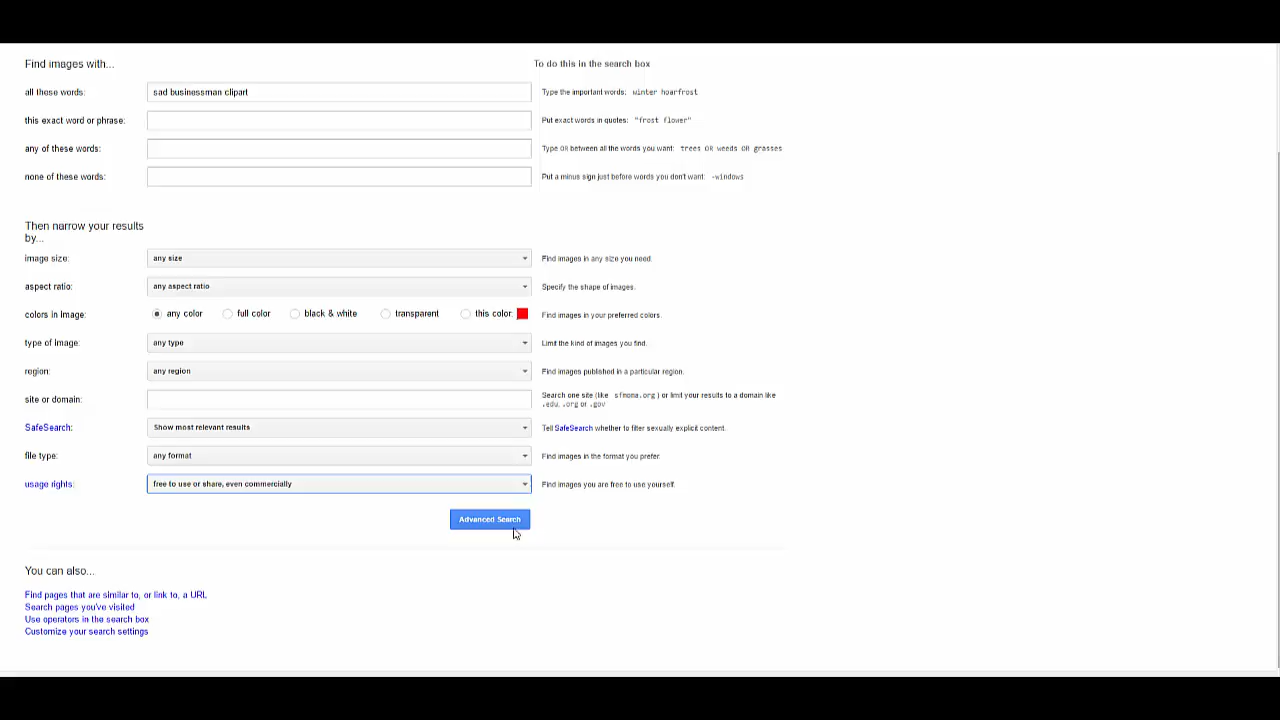 Find images with...
To do this in the search box
all these words:
sad businessman clipart
Type the important words: winter hoarfrost
this exact word or phrase:
Put exact words in quotes: "frost flower"
any of these words:
Type OR between all the words you want: trees OR weeds OR grasses
none of these words:
Put a minus sign just before words you don't want: -windows
Then narrow your results
by...
image size:
any size
Find images in any size you need.
aspect ratio:
any aspect ratio
Specify the shape of images.
colors in image:
any color
full color
black & white
transparent
this color:
Find images in your preferred colors.
type of image:
any type
Limit the kind of images you find.
region:
any region
Find images published in a particular region.
site or domain:
Search one site (like sfmoma.org ) or limit your results to a domain like
.edu, .org or .gov
SafeSearch:
Show most relevant results
Tell SafeSearch whether to filter sexually explicit content.
file type:
any format
Find images in the format you prefer.
usage rights:
free to use or share, even commercially
Find images you are free to use yourself.
Advanced Search
You can also...
Find pages that are similar to, or link to, a URL
Search pages you've visited
Use operators in the search box
Customize your search settings